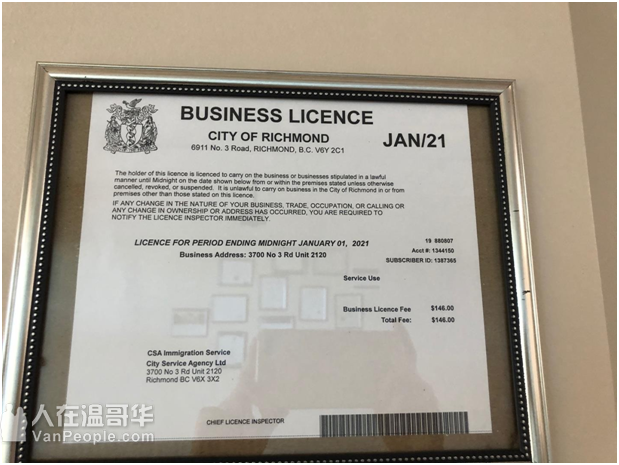 BUSINESS LICENCE
CITY OF RICHMOND
6911 No. 3 Road, RICHMOND, B.C. V6Y 2C1
JAN/21
The holder of this licence is licenced to carry on the business or businesses stipulated in a lawful
manner until Midnight on the date shown below from or within the premises stated unless otherwise
cancelled, revoked, or suspended. It is unlawful to carry on business in the City of Richmond in or from
premises other than those stated on this licence.
IF ANY CHANGE IN THE NATURE OF YOUR BUSINESS, TRADE, OCCUPATION, OR CALLING OR
ANY CHANGE IN OWNERSHIP OR ADDRESS HAS OCCURRED, YOU ARE REQUIRED TO
NOTIFY THE LICENCE INSPECTOR IMMEDIATELY.
LICENCE FOR PERIOD ENDING MIDNIGHT JANUARY 01, 2021
19 880807
Business Address: 3700 No 3 Rd Unit 2120
Acct #: 1344150
SUBSCRIBER ID: 1387365
Service Use
Business Licence Fee $146.00
Total Fee: $146.00
CSA Immigration Service
City Service Agency Ltd
3700 No 3 Rd Unit 2120
Richmond BC V6X 3X2
CHIEF LICENCE INSPECTOR
人在温哥华
VanPeople.com